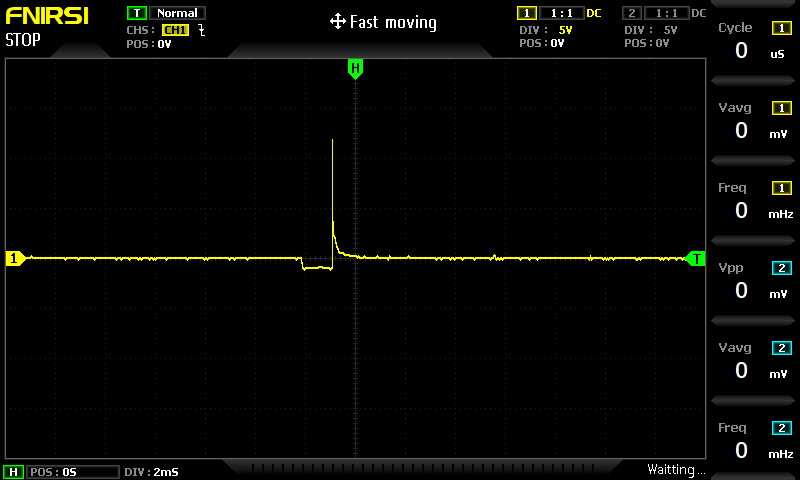 FNIRSI
STOP
T Normal
CHS: CH1
POS: 0V
Fast moving
1 1:1 DC
DIV: 5V
POS: 0V
2 1:1 DC
DIV: 5V
POS: 0V
H
1
T
Cycle 1
0 uS
Vavg 1
0 mV
Freq 1
0 mHz
Vpp 2
0 mV
Vavg 2
0 mV
Freq 2
0 mHz
H POS: 0S DIV: 2mS
Waitting...